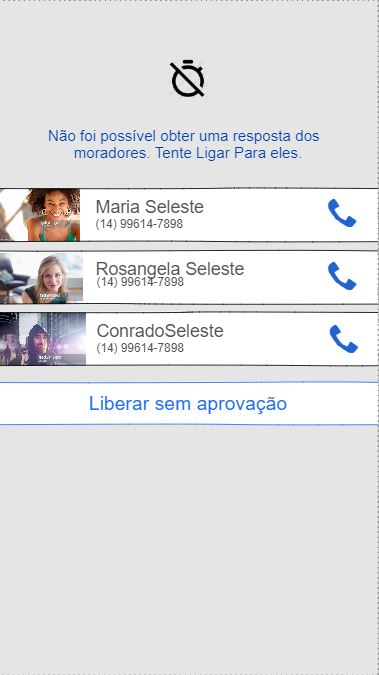 Não foi possível obter uma resposta dos
moradores. Tente Ligar Para eles.
Maria Seleste
(14) 99614-7898
Rosangela Seleste
(14) 99614-7898
ConradoSeleste
(14) 99614-7898
Liberar sem aprovação